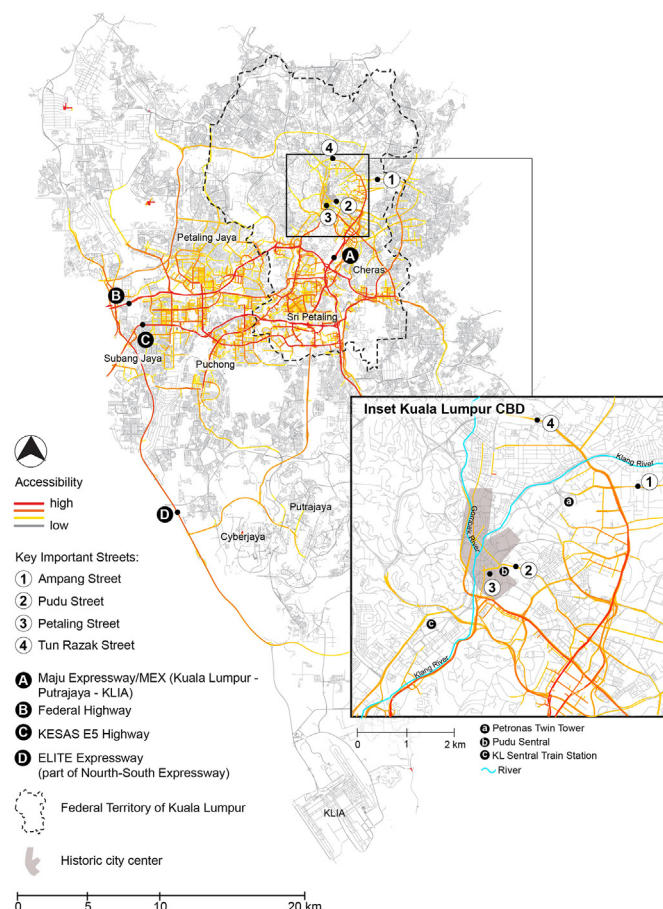 4
1
2
3
Petaling Jaya
A
Cheras
B
Sri Petaling
C
Subang Jaya
Puchong
Inset Kuala Lumpur CBD
4
Klang River
1
a
Gombak River
b
2
3
c
Klang River
Accessibility
high
low
D
Putrajaya
Cyberjaya
Key Important Streets:
1 Ampang Street
2 Pudu Street
3 Petaling Street
4 Tun Razak Street
A Maju Expressway/MEX (Kuala Lumpur -
Putrajaya - KLIA)
B Federal Highway
C KESAS E5 Highway
D ELITE Expressway
(part of Nourth-South Expressway)
Federal Territory of Kuala Lumpur
Historic city center
0 1 2 km
a Petronas Twin Tower
b Pudu Sentral
c KL Sentral Train Station
River
KLIA
0 5 10 20 km